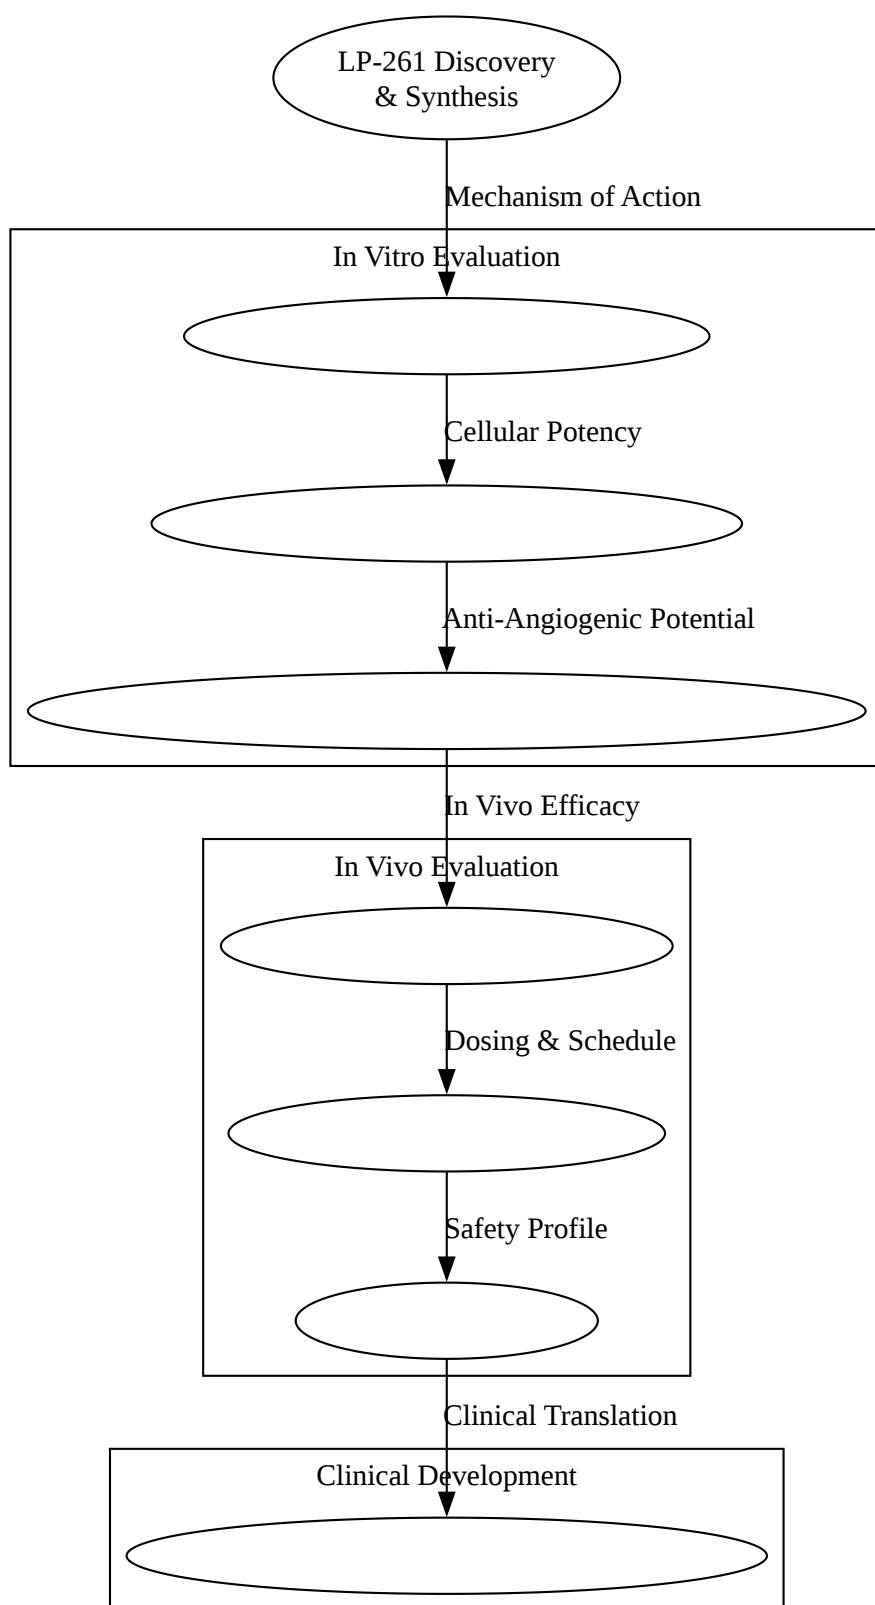 LP-261 Discovery
& Synthesis
Mechanism of Action
In Vitro Evaluation
Cellular Potency
Anti-Angiogenic Potential
In Vivo Efficacy
In Vivo Evaluation
Dosing & Schedule
Safety Profile
Clinical Translation
Clinical Development